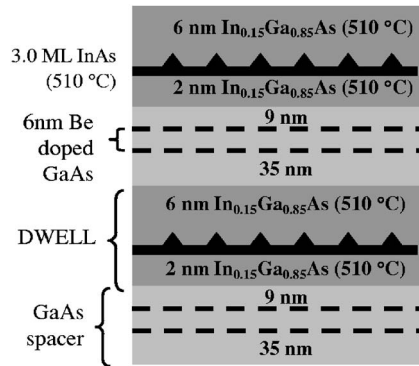 6 nm In0.15Ga0.85As (510 °C)
3.0 ML InAs
(510 °C)
2 nm In0.15Ga0.85As (510 °C)
6nm Be
doped
GaAs
9 nm
35 nm
6 nm In0.15Ga0.85As (510 °C)
DWELL
2 nm In0.15Ga0.85As (510 °C)
GaAs
spacer
9 nm
35 nm